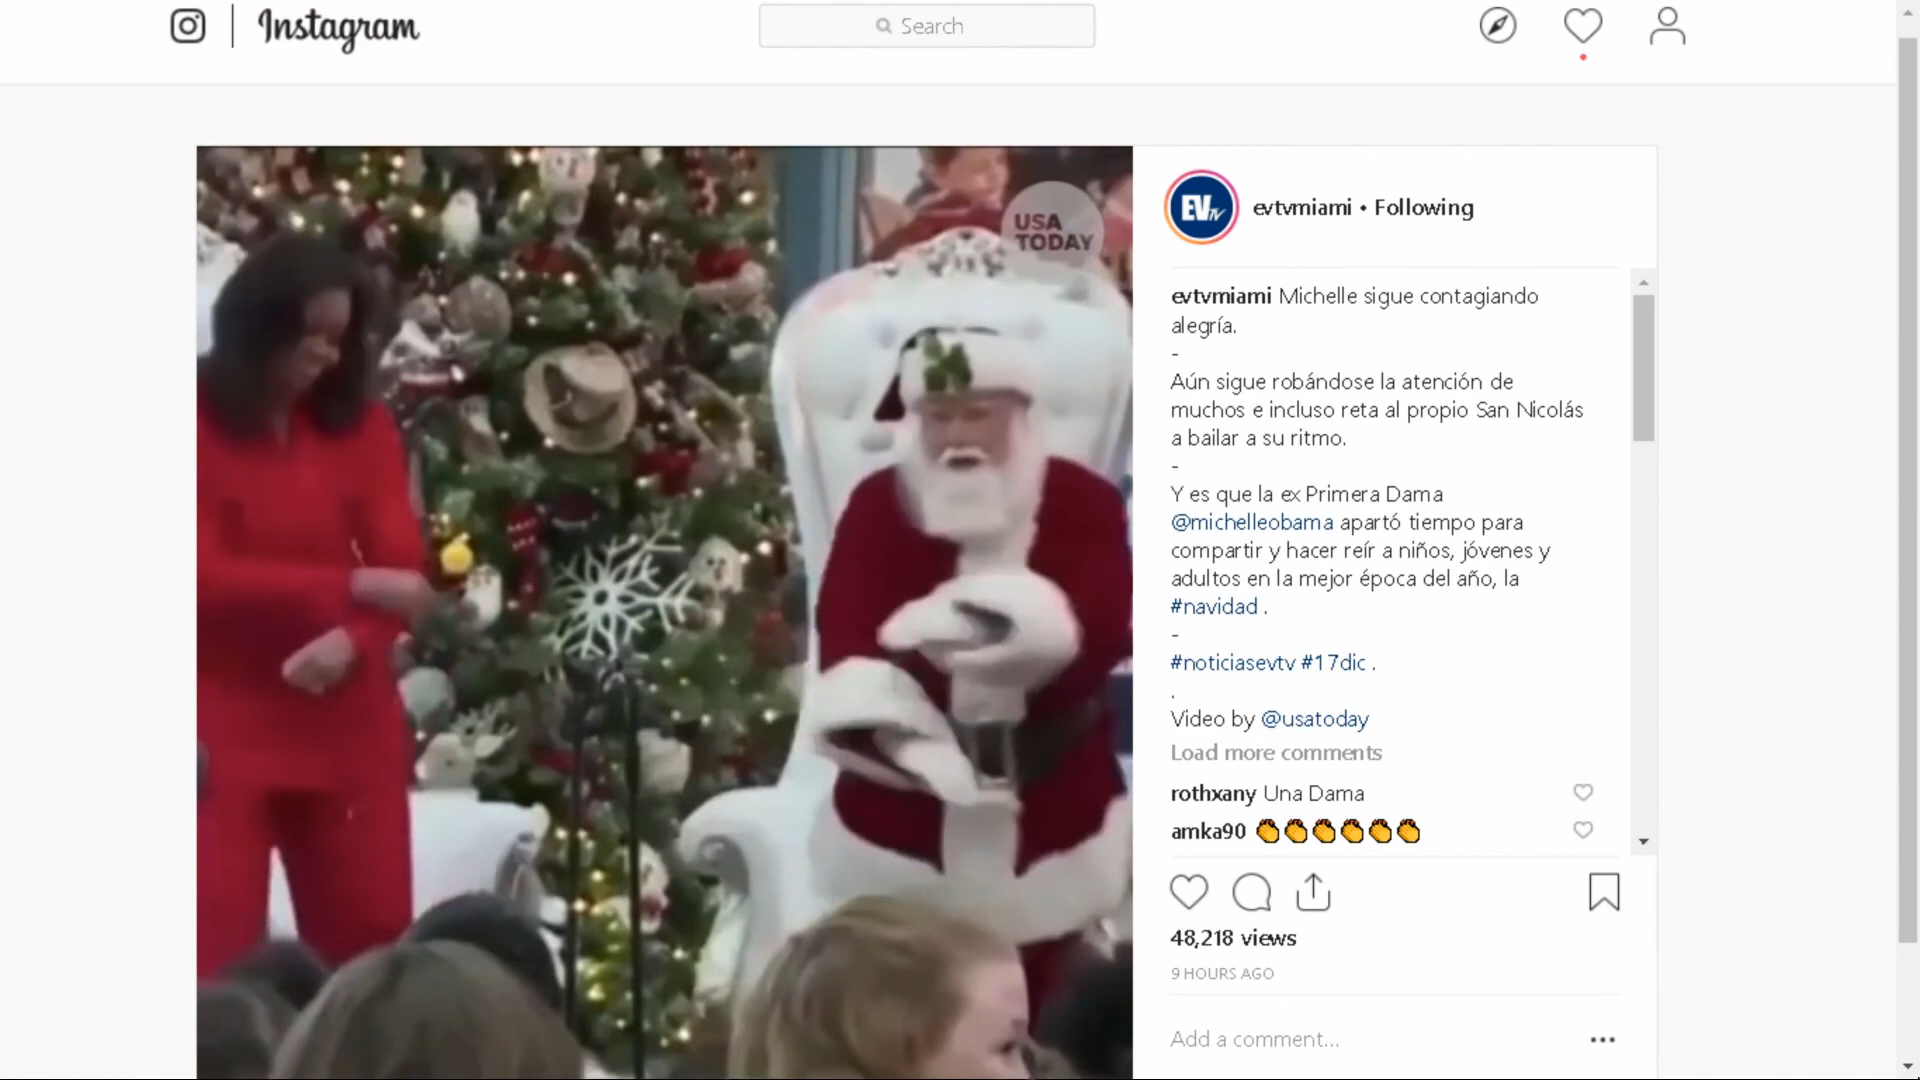 Instagram
Search
USA
TODAY
EVTV
evtvmiami • Following
evtvmiami Michelle sigue contagiando
alegría.
-
Aún sigue robándose la atención de
muchos e incluso reta al propio San Nicolás
a bailar a su ritmo.
-
Y es que la ex Primera Dama
@michelleobama apartó tiempo para
compartir y hacer reír a niños, jóvenes y
adultos en la mejor época del año, la
#navidad .
-
#noticiasevtv #17dic .
.
Video by @usatoday
Load more comments
rothxany Una Dama
amka90 👏👏👏👏👏👏
48,218 views
9 HOURS AGO
Add a comment...